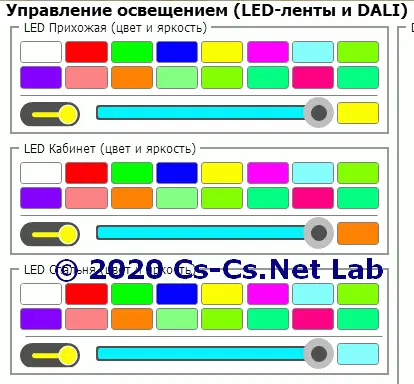 Управление освещением (LED-ленты и DALI)
LED Прихожая (цвет и яркость)
LED Кабинет (цвет и яркость)
© 2020 Cs-Cs.Net Lab
LED Спальня (цвет и яркость)